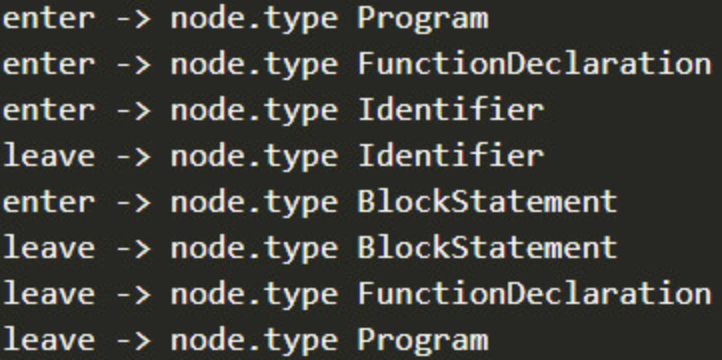 enter -> node.type Program
enter -> node.type FunctionDeclaration
enter -> node.type Identifier
leave -> node.type Identifier
enter -> node.type BlockStatement
leave -> node.type BlockStatement
leave -> node.type FunctionDeclaration
leave -> node.type Program